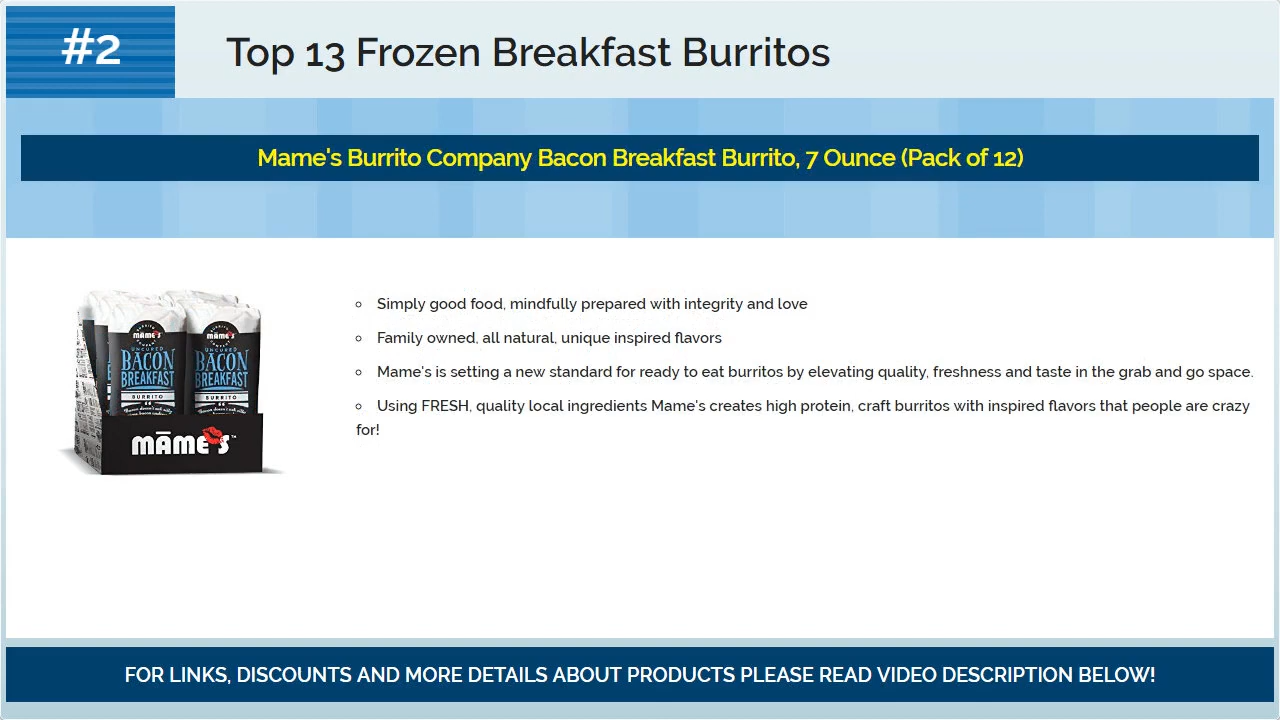 #2
Top 13 Frozen Breakfast Burritos
Mame's Burrito Company Bacon Breakfast Burrito, 7 Ounce (Pack of 12)
Simply good food, mindfully prepared with integrity and love
Family owned, all natural, unique inspired flavors
Mame's is setting a new standard for ready to eat burritos by elevating quality, freshness and taste in the grab and go space.
Using FRESH, quality local ingredients Mame's creates high protein, craft burritos with inspired flavors that people are crazy
for!
MĀME'S
UNCURED
BACON
BREAKFAST
BURRITO
MĀME'S
UNCURED
BACON
BREAKFAST
BURRITO
MĀME'S™
FOR LINKS, DISCOUNTS AND MORE DETAILS ABOUT PRODUCTS PLEASE READ VIDEO DESCRIPTION BELOW!